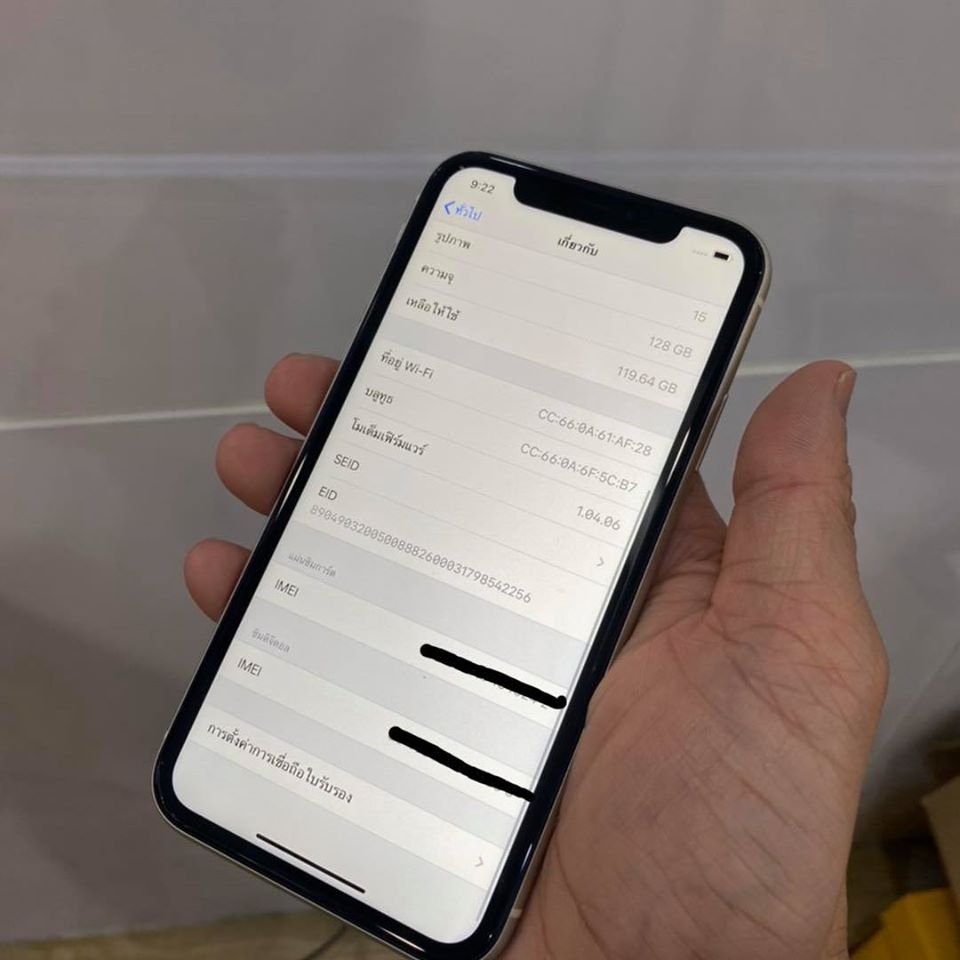 9:22
ทั่วไป
เกี่ยวกับ
รูปภาพ 15
ความจุ 128 GB
เหลือให้ใช้ 119.64 GB
ที่อยู่ Wi-Fi CC:66:0A:61:AF:28
บลูทูธ CC:66:0A:6F:5C:B7
โมเด็มเฟิร์มแวร์ 1.04.06
SEID
EID
89049032005008882600031798542256
แผ่นซิมการ์ด
IMEI
ซิมดิจิตอล
IMEI
การตั้งค่าการเชื่อถือใบรับรอง